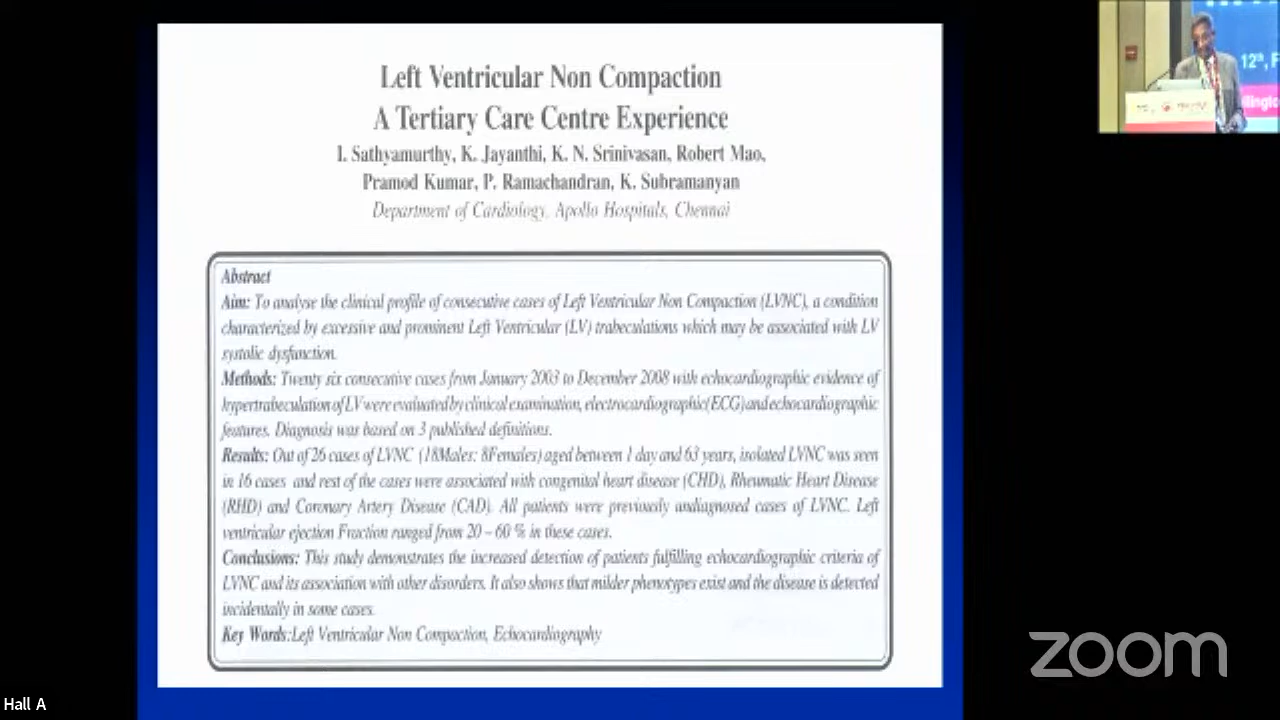 Left Ventricular Non Compaction
A Tertiary Care Centre Experience
I. Sathyamurthy, K. Jayanthi, K. N. Srinivasan, Robert Mao,
Pramod Kumar, P. Ramachandran, K. Subramanyan
Department of Cardiology, Apollo Hospitals, Chennai
Abstract
Aim: To analyse the clinical profile of consecutive cases of Left Ventricular Non Compaction (LVNC), a condition
characterized by excessive and prominent Left Ventricular (LV) trabeculations which may be associated with LV
systolic dysfunction.
Methods: Twenty six consecutive cases from January 2003 to December 2008 with echocardiographic evidence of
hypertrabeculation of LV were evaluated by clinical examination, electrocardiographic (ECG) and echocardiographic
features. Diagnosis was based on 3 published definitions.
Results: Out of 26 cases of LVNC (18Males: 8Females) aged between 1 day and 63 years, isolated LVNC was seen
in 16 cases and rest of the cases were associated with congenital heart disease (CHD), Rheumatic Heart Disease
(RHD) and Coronary Artery Disease (CAD). All patients were previously undiagnosed cases of LVNC. Left
ventricular ejection Fraction ranged from 20 – 60 % in these cases.
Conclusions: This study demonstrates the increased detection of patients fulfilling echocardiographic criteria of
LVNC and its association with other disorders. It also shows that milder phenotypes exist and the disease is detected
incidentally in some cases.
Key Words: Left Ventricular Non Compaction, Echocardiography
12th, F
zoom
Hall A